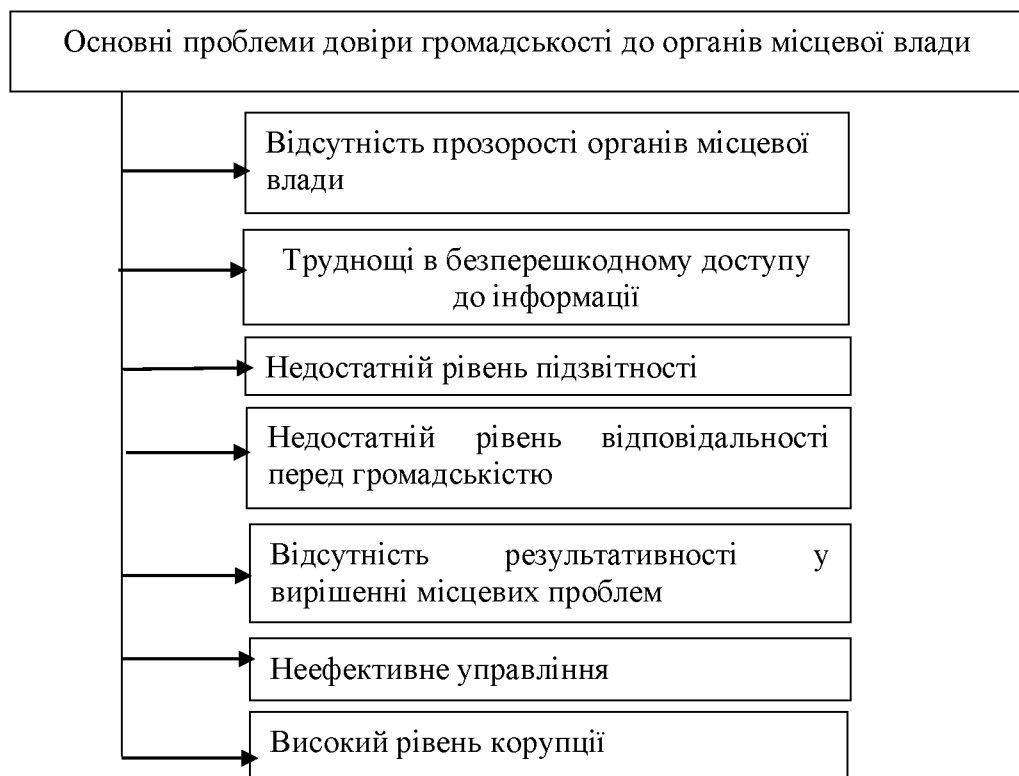 Основні проблеми довіри громадськості до органів місцевої влади
Відсутність прозорості органів місцевої
влади
Труднощі в безперешкодному доступу
до інформації
Недостатній рівень підзвітності
Недостатній рівень відповідальності
перед громадськістю
Відсутність результативності у
вирішенні місцевих проблем
Неефективне управління
Високий рівень корупції